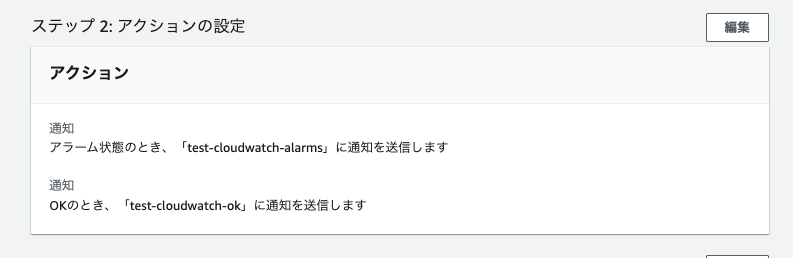 ステップ 2: アクションの設定
編集
アクション
通知
アラーム状態のとき、「test-cloudwatch-alarms」に通知を送信します
通知
OKのとき、「test-cloudwatch-ok」に通知を送信します